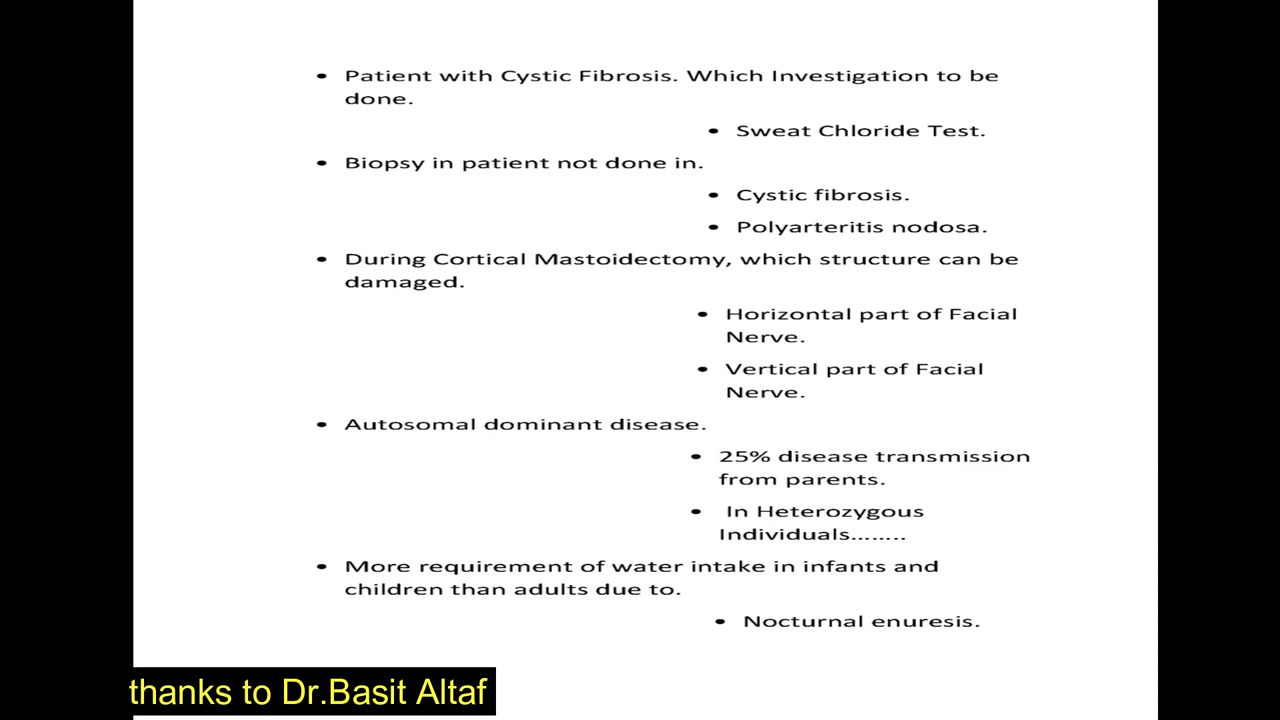 • Patient with Cystic Fibrosis. Which Investigation to be
done.
• Sweat Chloride Test.
• Biopsy in patient not done in.
• Cystic fibrosis.
• Polyarteritis nodosa.
• During Cortical Mastoidectomy, which structure can be
damaged.
• Horizontal part of Facial
Nerve.
• Vertical part of Facial
Nerve.
• Autosomal dominant disease.
• 25% disease transmission
from parents.
• In Heterozygous
Individuals........
• More requirement of water intake in infants and
children than adults due to.
• Nocturnal enuresis.
thanks to Dr.Basit Altaf